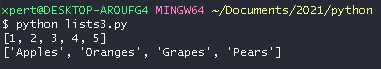 xpert@DESKTOP-AROUFG4 MINGW64 ~/Documents/2021/python
$ python lists3.py
[1, 2, 3, 4, 5]
['Apples', 'Oranges', 'Grapes', 'Pears']